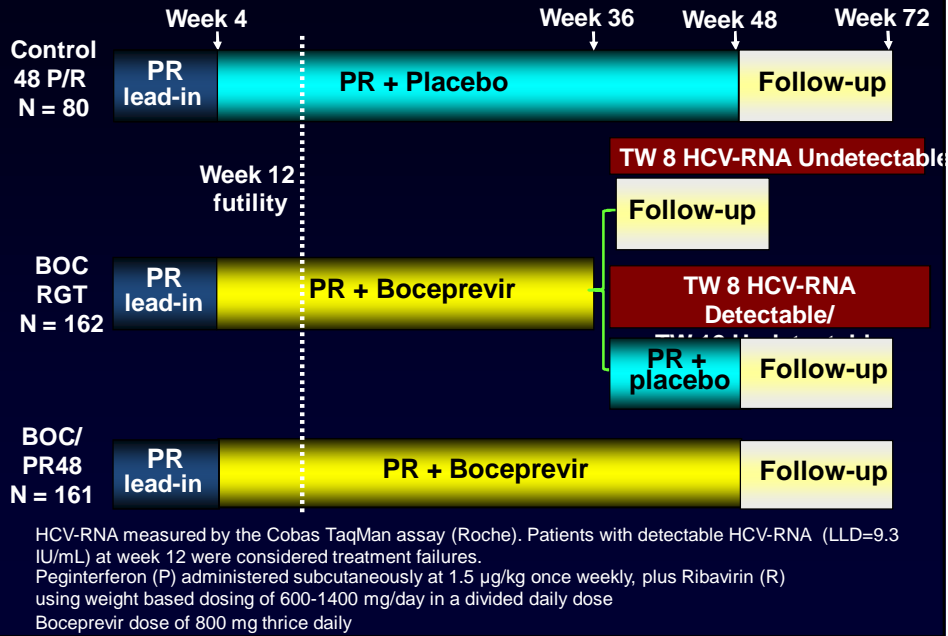 Week 4
Week 36
Week 48
Week 72
Control
48 P/R
N = 80
PR
lead-in
PR + Placebo
Follow-up
Week 12
futility
TW 8 HCV-RNA Undetectable
Follow-up
BOC
RGT
N = 162
PR
lead-in
PR + Boceprevir
TW 8 HCV-RNA
Detectable/
PR +
placebo
Follow-up
BOC/
PR48
N = 161
PR
lead-in
PR + Boceprevir
Follow-up
HCV-RNA measured by the Cobas TaqMan assay (Roche). Patients with detectable HCV-RNA (LLD=9.3
IU/mL) at week 12 were considered treatment failures.
Peginterferon (P) administered subcutaneously at 1.5 µg/kg once weekly, plus Ribavirin (R)
using weight based dosing of 600-1400 mg/day in a divided daily dose
Boceprevir dose of 800 mg thrice daily